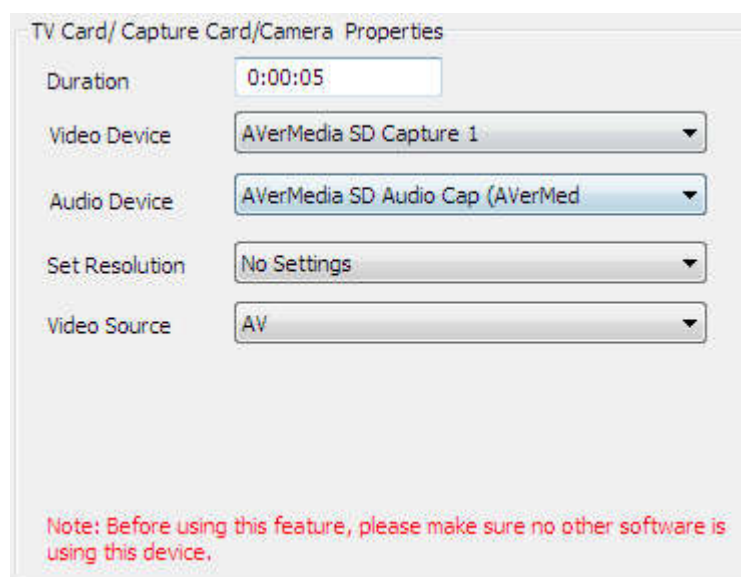 TV Card/ Capture Card/Camera Properties
Duration 0:00:05
Video Device AVerMedia SD Capture 1
Audio Device AVerMedia SD Audio Cap (AVerMed
Set Resolution No Settings
Video Source AV
Note: Before using this feature, please make sure no other software is
using this device.